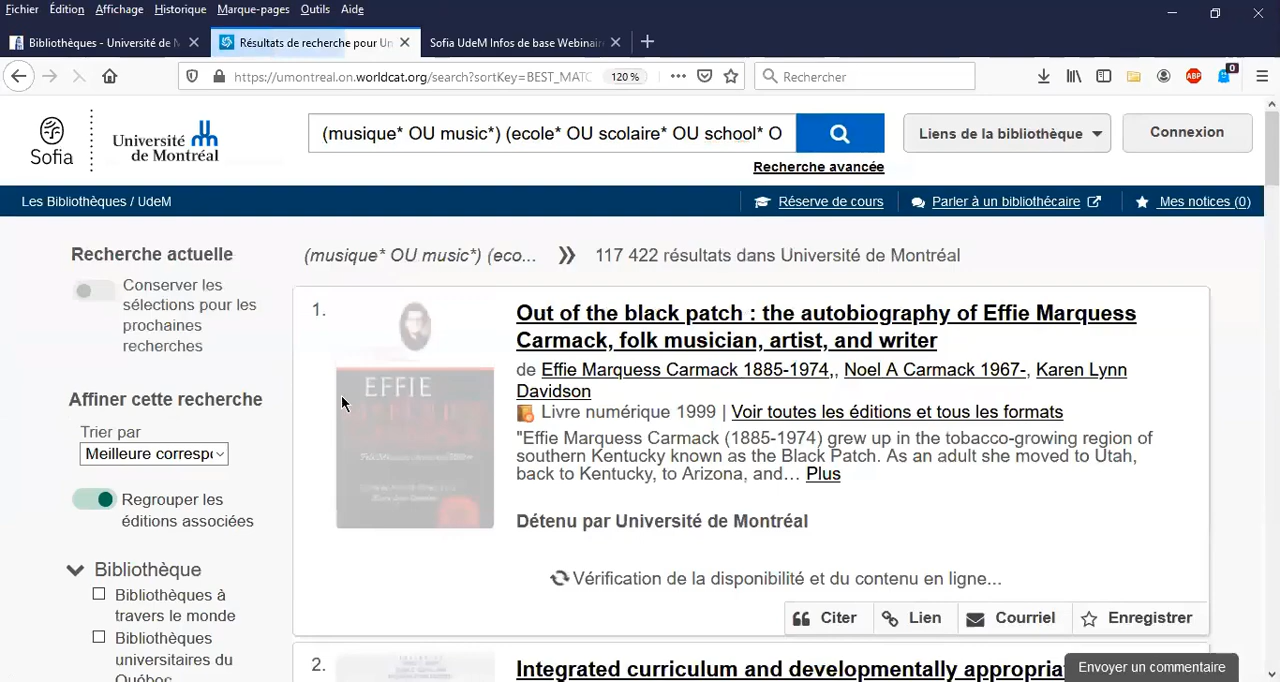 Fichier Édition Affichage Historique Marque-pages Outils Aide
Bibliothèques - Université de M
Résultats de recherche pour Un
Sofia UdeM Infos de base Webinaire
https://umontreal.on.worldcat.org/search?sortKey=BEST_MATC
120 %
Rechercher
ABP
0
Sofia
Université de Montréal
(musique* OU music*) (ecole* OU scolaire* OU school* O
Liens de la bibliothèque
Connexion
Recherche avancée
Les Bibliothèques / UdeM
Réserve de cours
Parler à un bibliothécaire
Mes notices (0)
Recherche actuelle
Conserver les
sélections pour les
prochaines
recherches
(musique* OU music*) (eco... 117 422 résultats dans Université de Montréal
Affiner cette recherche
Trier par
Meilleure corresp
Regrouper les
éditions associées
Bibliothèque
Bibliothèques à
travers le monde
Bibliothèques
universitaires du
Québec
1.
EFFIE
Out of the black patch : the autobiography of Effie Marquess
Carmack, folk musician, artist, and writer
de Effie Marquess Carmack 1885-1974,, Noel A Carmack 1967-, Karen Lynn
Davidson
Livre numérique 1999 | Voir toutes les éditions et tous les formats
"Effie Marquess Carmack (1885-1974) grew up in the tobacco-growing region of
southern Kentucky known as the Black Patch. As an adult she moved to Utah,
back to Kentucky, to Arizona, and… Plus
Détenu par Université de Montréal
Vérification de la disponibilité et du contenu en ligne...
Citer Lien Courriel Enregistrer
2.
Integrated curriculum and developmentally appropria
Envoyer un commentaire